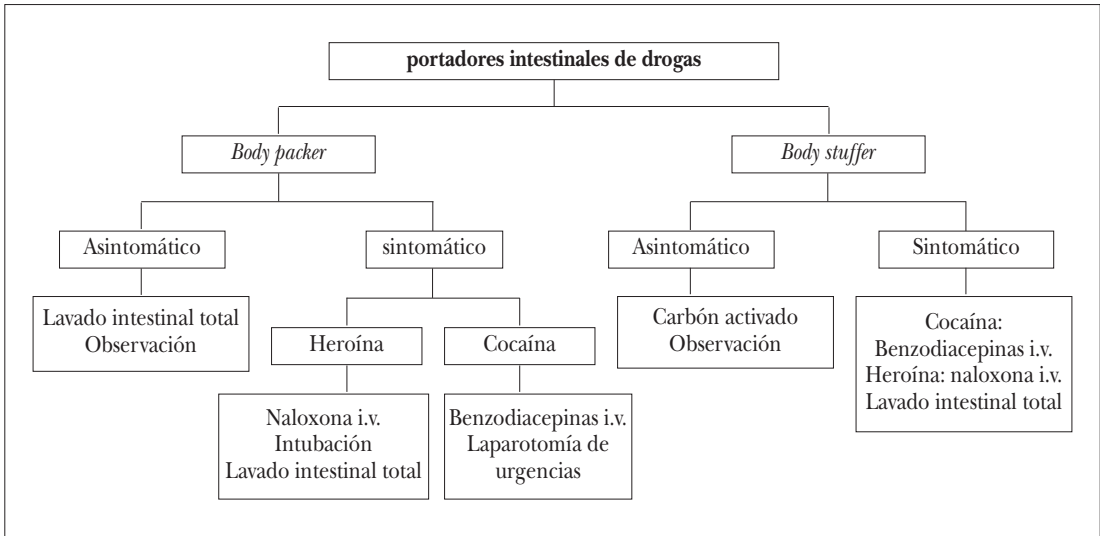 portadores intestinales de drogas
Body packer
Body stuffer
Asintomático
sintomático
Asintomático
Sintomático
Lavado intestinal total
Observación
Heroína
Cocaína
Carbón activado
Observación
Cocaína:
Benzodiacepinas i.v.
Heroína: naloxona i.v.
Lavado intestinal total
Naloxona i.v.
Intubación
Lavado intestinal total
Benzodiacepinas i.v.
Laparotomía de
urgencias